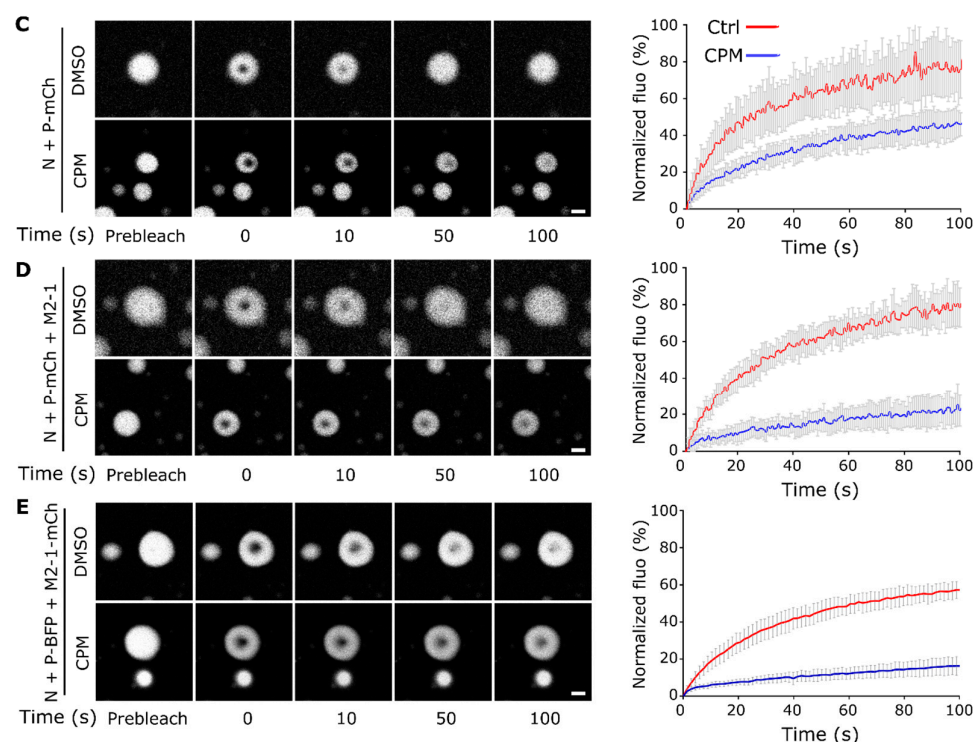 C
N + P-mCh
DMSO
CPM
Time (s) Prebleach 0 10 50 100
Normalized fluo (%)
100
80
60
40
20
0
Ctrl
CPM
0 20 40 60 80 100
Time (s)
D
N + P-mCh + M2-1
DMSO
CPM
Time (s) Prebleach 0 10 50 100
Normalized fluo (%)
100
80
60
40
20
0
0 20 40 60 80 100
Time (s)
E
N + P-BFP + M2-1-mCh
DMSO
CPM
Time (s) Prebleach 0 10 50 100
Normalized fluo (%)
100
80
60
40
20
0
0 20 40 60 80 100
Time (s)